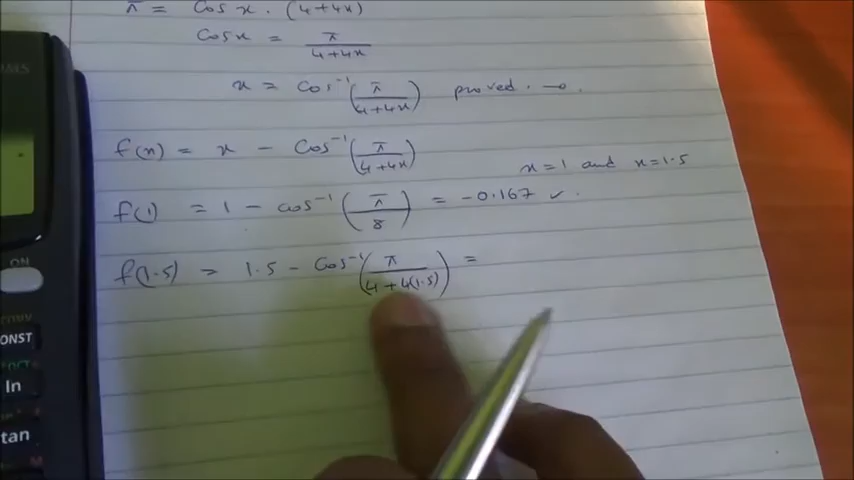 π = Cos x . (4+4x)
Cos x = π/(4+4x)
x = Cos⁻¹(π/(4+4x)) proved.
f(x) = x - Cos⁻¹(π/(4+4x))
x=1 and x=1.5
f(1) = 1 - cos⁻¹(π/8) = -0.167 ✓.
f(1.5) = 1.5 - Cos⁻¹(π/(4+4(1.5))) =
ON
CONST
ln
tan